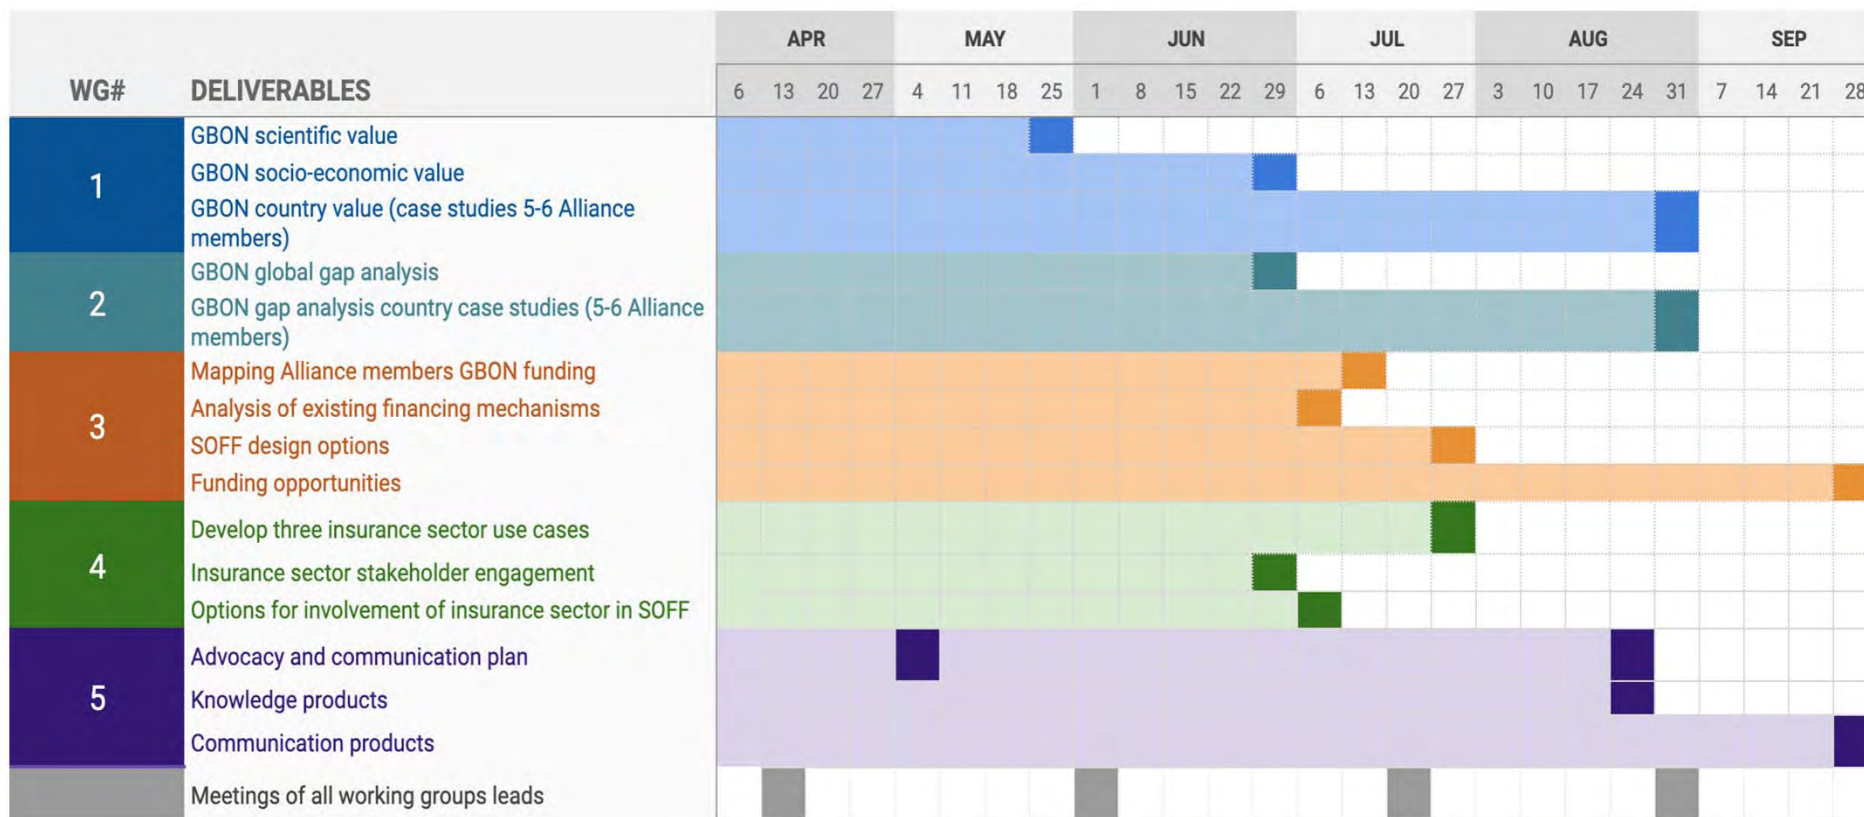 APR MAY JUN JUL AUG SEP
WG# DELIVERABLES 6 13 20 27 4 11 18 25 1 8 15 22 29 6 13 20 27 3 10 17 24 31 7 14 21 28
1
GBON scientific value
GBON socio-economic value
GBON country value (case studies 5-6 Alliance
members)
2
GBON global gap analysis
GBON gap analysis country case studies (5-6 Alliance
members)
3
Mapping Alliance members GBON funding
Analysis of existing financing mechanisms
SOFF design options
Funding opportunities
4
Develop three insurance sector use cases
Insurance sector stakeholder engagement
Options for involvement of insurance sector in SOFF
5
Advocacy and communication plan
Knowledge products
Communication products
Meetings of all working groups leads